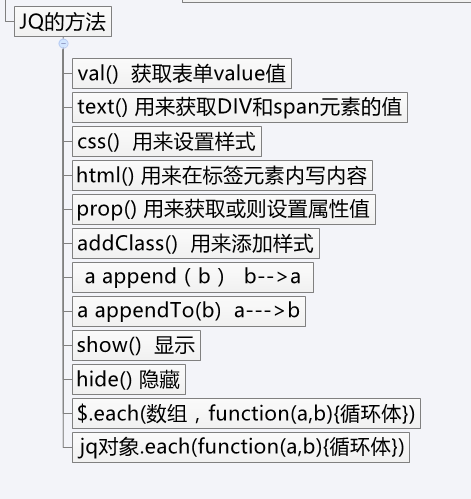 JQ的方法
val()  获取表单value值
text() 用来获取DIV和span元素的值
css()  用来设置样式
html() 用来在标签元素内写内容
prop() 用来获取或则设置属性值
addClass()  用来添加样式
a append（b）  b-->a
a appendTo(b)  a--->b
show()  显示
hide() 隐藏
$.each(数组，function(a,b){循环体})
jq对象.each(function(a,b){循环体})